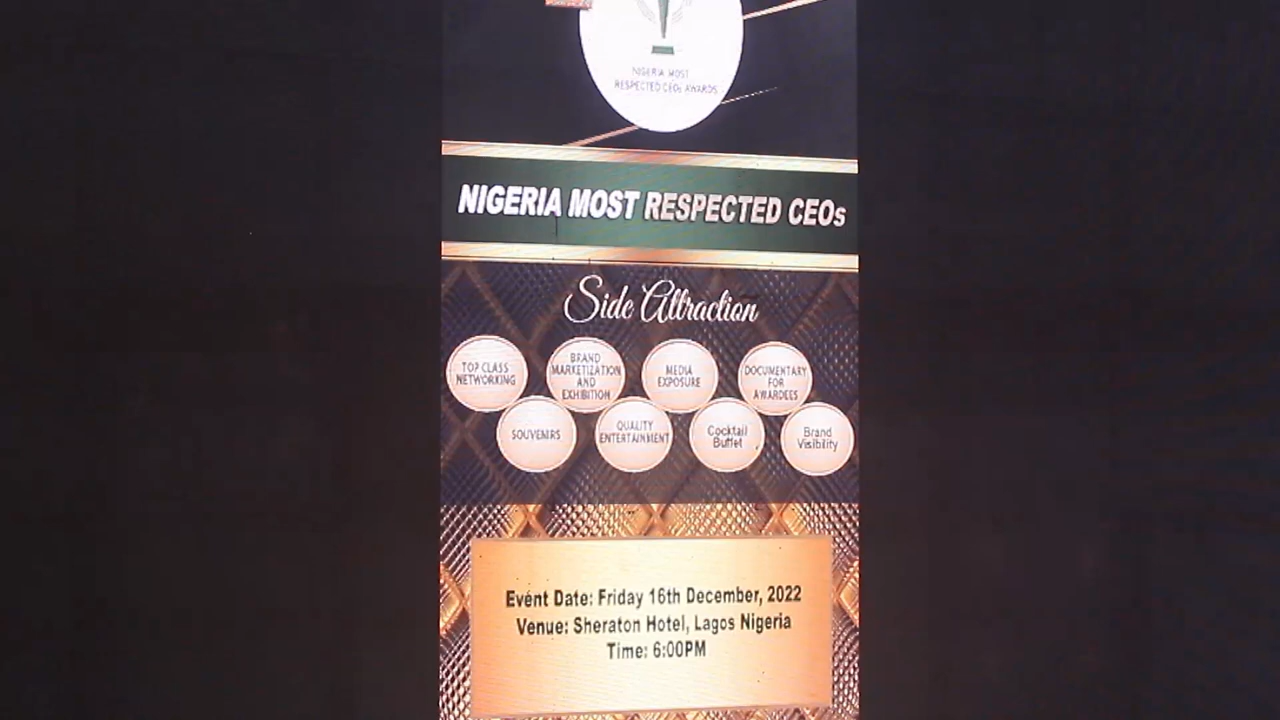 NIGERIA MOST
RESPECTED CEOs AWARDS
NIGERIA MOST RESPECTED CEOs
Side Attraction
TOP CLASS
NETWORKING
BRAND
MARKETIZATION
AND
EXHIBITION
MEDIA
EXPOSURE
DOCUMENTARY
FOR
AWARDEES
SOUVENIRS
QUALITY
ENTERTAINMENT
Cocktail
Buffet
Brand
Visibility
Event Date: Friday 16th December, 2022
Venue: Sheraton Hotel, Lagos Nigeria
Time: 6:00PM